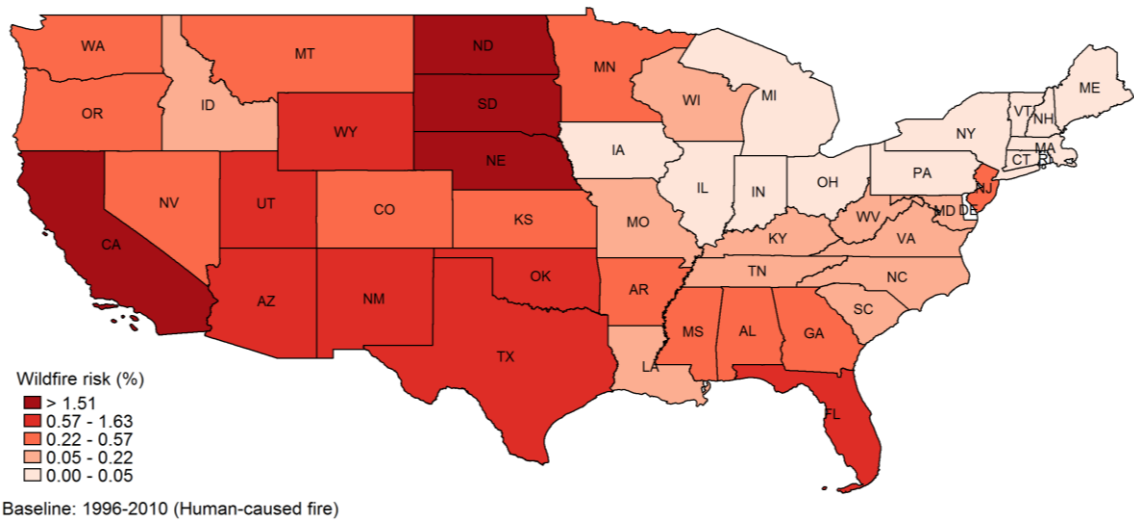 WA
MT
ND
MN
OR
ID
SD
WI
MI
ME
VT
NH
NY
WY
NE
IA
MA
CT
RI
PA
NV
UT
CO
KS
MO
IL
IN
OH
NJ
MD
DE
WV
VA
KY
CA
AZ
NM
OK
AR
TN
NC
SC
TX
LA
MS
AL
GA
FL
Wildfire risk (%)
> 1.51
0.57 - 1.63
0.22 - 0.57
0.05 - 0.22
0.00 - 0.05
Baseline: 1996-2010 (Human-caused fire)